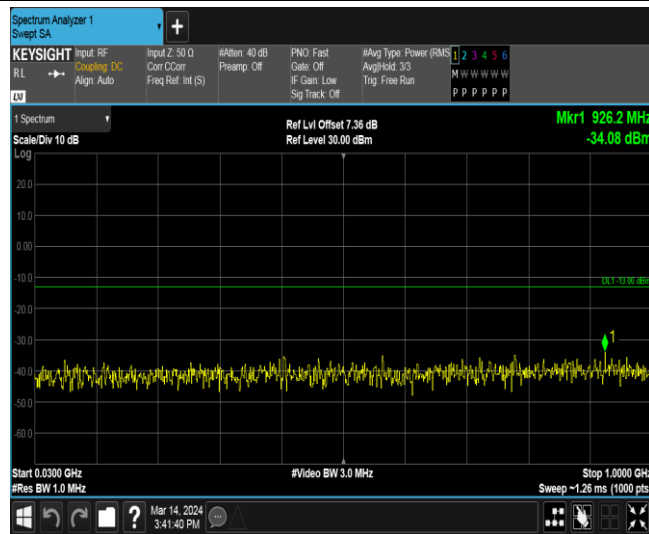 Spectrum Analyzer 1
Swept SA
+
KEYSIGHT
RL
LXI
Input: RF
Coupling: DC
Align: Auto
Input Z: 50 Ω
Corr CCorr
Freq Ref: Int (S)
#Atten: 40 dB
Preamp: Off
PNO: Fast
Gate: Off
IF Gain: Low
Sig Track: Off
#Avg Type: Power (RMS
Avg|Hold: 3/3
Trig: Free Run
1 2 3 4 5 6
M W W W W W
P P P P P P
1 Spectrum
Scale/Div 10 dB
Ref Lvl Offset 7.36 dB
Ref Level 30.00 dBm
Mkr1 926.2 MHz
-34.08 dBm
Log
20.0
10.0
0.00
-10.0
DL1 -13.00 dBm
-20.0
-30.0
1
-40.0
-50.0
-60.0
Start 0.0300 GHz
#Video BW 3.0 MHz
Stop 1.0000 GHz
#Res BW 1.0 MHz
Sweep ~1.26 ms (1000 pts
?
Mar 14, 2024
3:41:40 PM